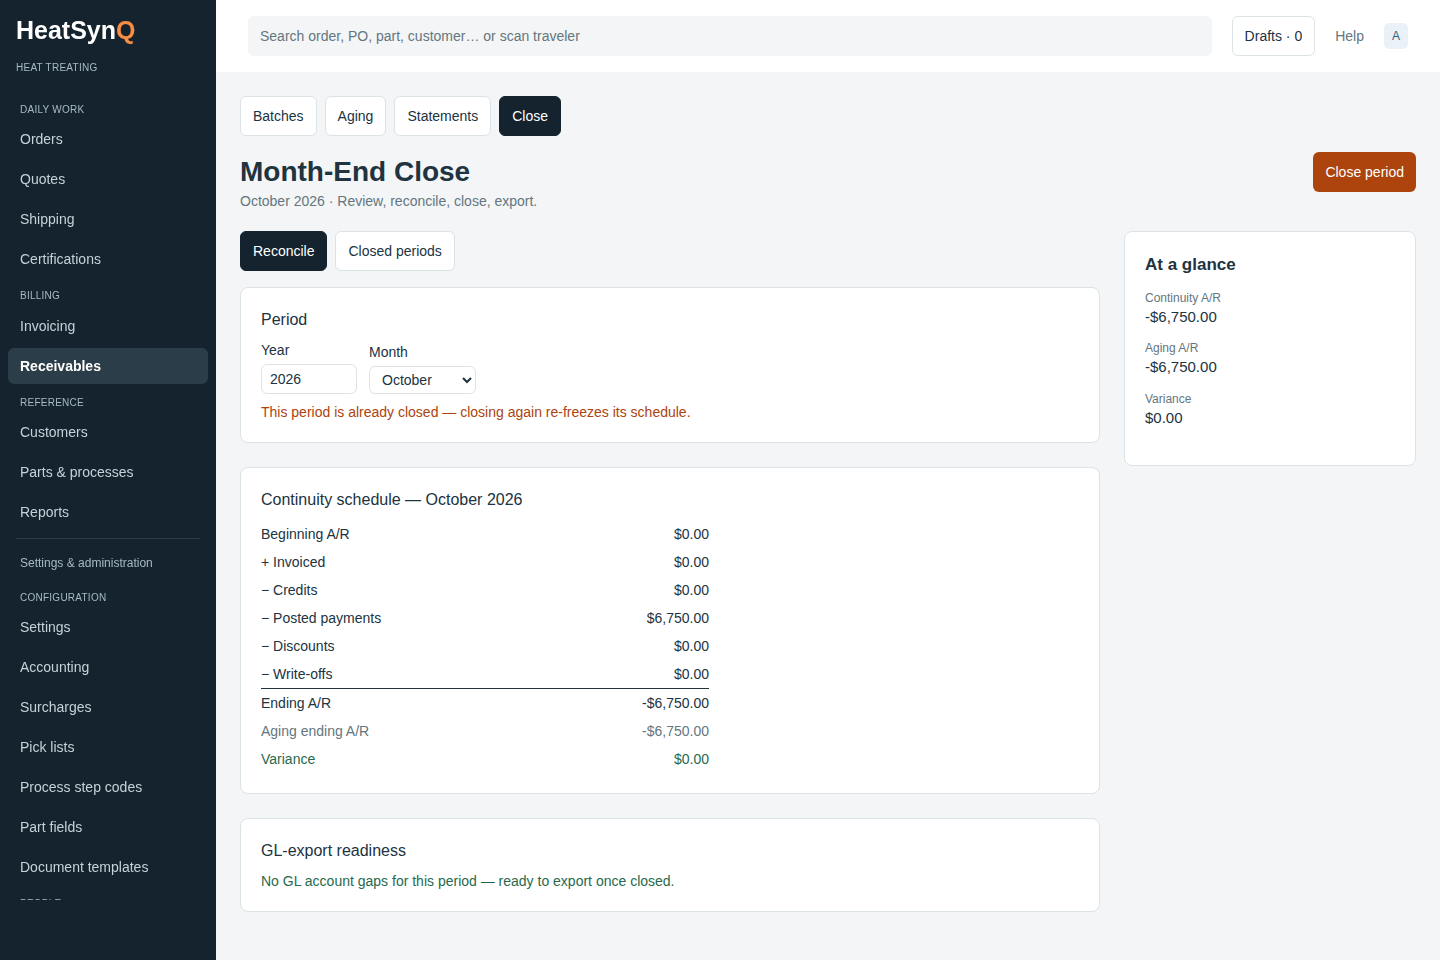 HeatSynQ
HEAT TREATING
DAILY WORK
Orders
Quotes
Shipping
Certifications
BILLING
Invoicing
Receivables
REFERENCE
Customers
Parts & processes
Reports
Settings & administration
CONFIGURATION
Settings
Accounting
Surcharges
Pick lists
Process step codes
Part fields
Document templates
Search order, PO, part, customer… or scan traveler
Drafts · 0
Help
A
Batches
Aging
Statements
Close
Month-End Close
October 2026 · Review, reconcile, close, export.
Close period
Reconcile
Closed periods
Period
Year
Month
2026
October
This period is already closed — closing again re-freezes its schedule.
Continuity schedule — October 2026
Beginning A/R $0.00
+ Invoiced $0.00
− Credits $0.00
− Posted payments $6,750.00
− Discounts $0.00
− Write-offs $0.00
Ending A/R -$6,750.00
Aging ending A/R -$6,750.00
Variance $0.00
GL-export readiness
No GL account gaps for this period — ready to export once closed.
At a glance
Continuity A/R
-$6,750.00
Aging A/R
-$6,750.00
Variance
$0.00